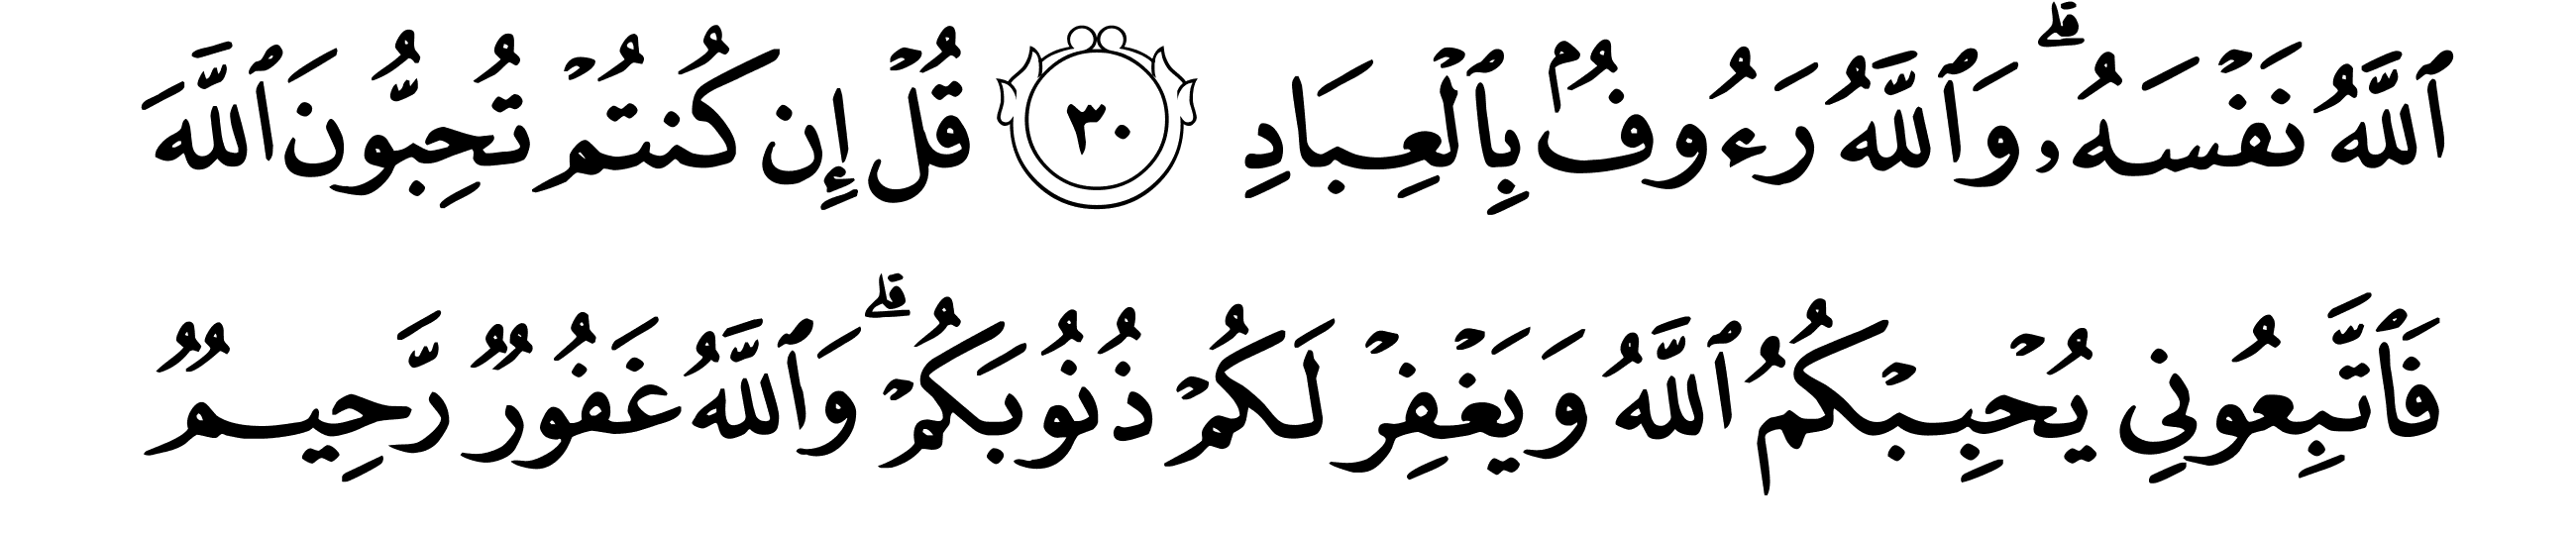 ٱللَّهُ نَفْسَهُۥ ۗ وَٱللَّهُ رَءُوفٌۢ بِٱلْعِبَادِ ٣٠ قُلْ إِن كُنتُمْ تُحِبُّونَ ٱللَّهَ
فَٱتَّبِعُونِي يُحْبِبْكُمُ ٱللَّهُ وَيَغْفِرْ لَكُمْ ذُنُوبَكُمْ ۗ وَٱللَّهُ غَفُورٌ رَّحِيمٌ